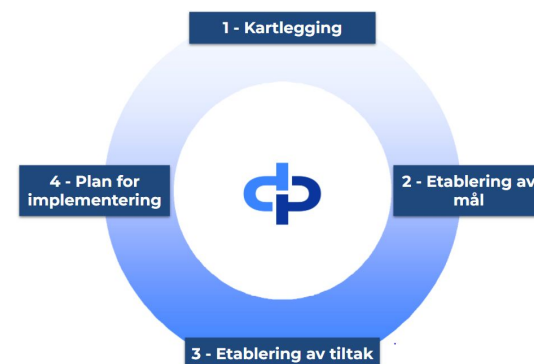 1 - Kartlegging
4 - Plan for
implementering
2 - Etablering av
mål
3 - Etablering av tiltak